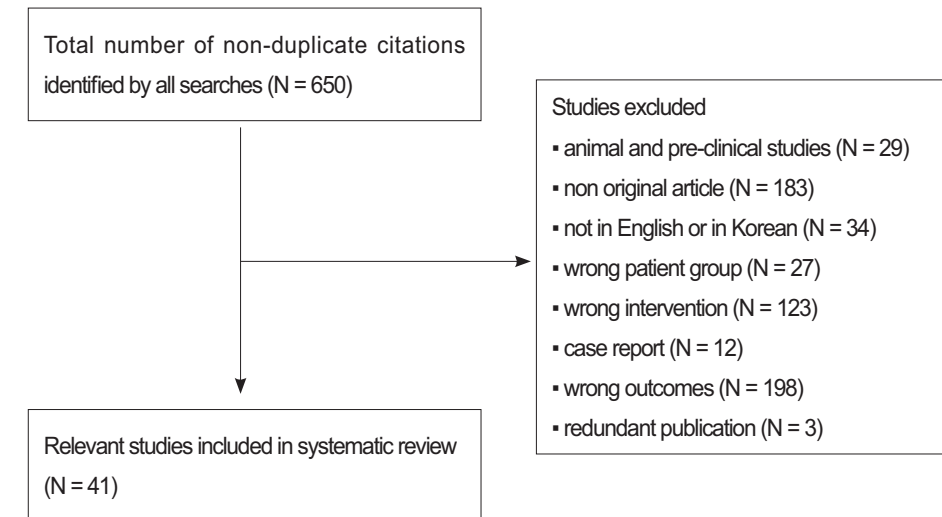 Total number of non-duplicate citations
identified by all searches (N = 650)
Studies excluded
▪ animal and pre-clinical studies (N = 29)
▪ non original article (N = 183)
▪ not in English or in Korean (N = 34)
▪ wrong patient group (N = 27)
▪ wrong intervention (N = 123)
▪ case report (N = 12)
▪ wrong outcomes (N = 198)
▪ redundant publication (N = 3)
Relevant studies included in systematic review
(N = 41)